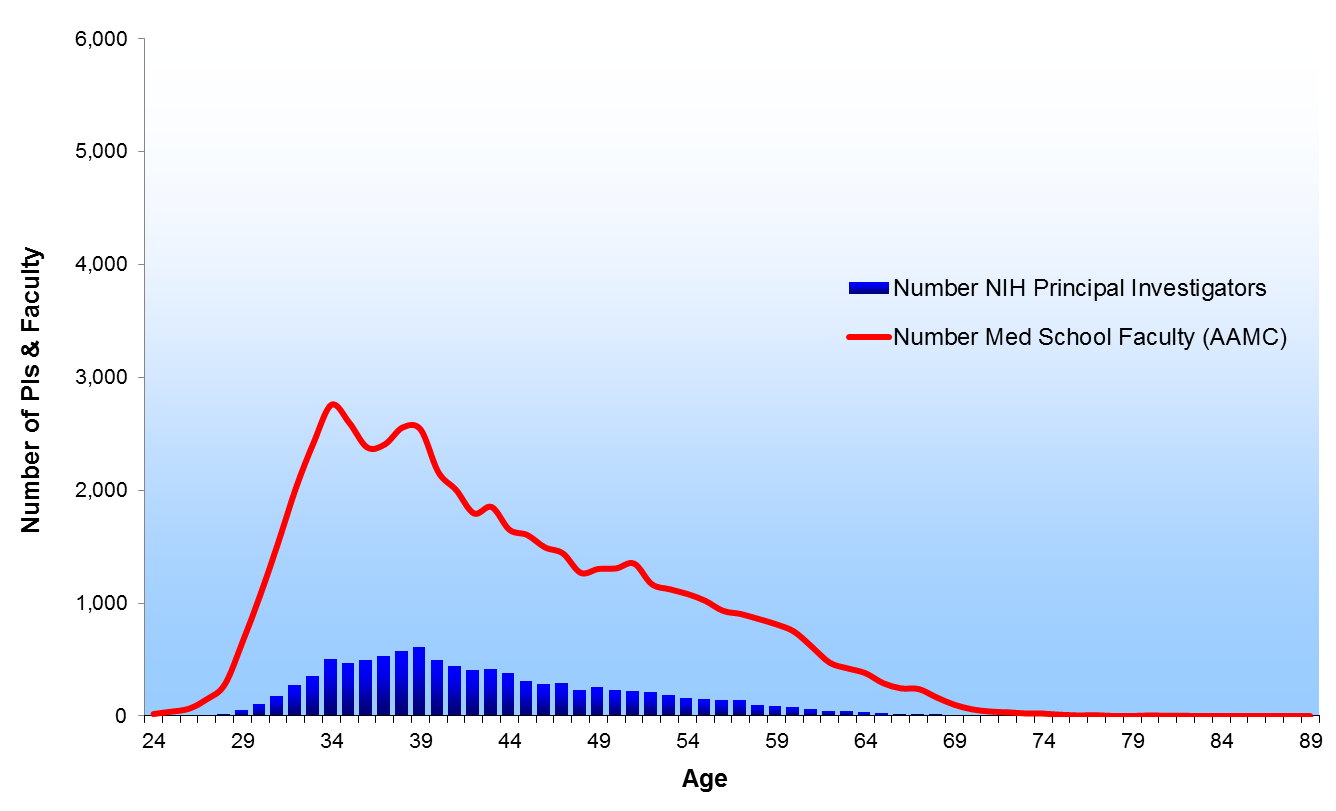 6,000
5,000
4,000
3,000
2,000
1,000
0
Number of PIs & Faculty
Number NIH Principal Investigators
Number Med School Faculty (AAMC)
24 29 34 39 44 49 54 59 64 69 74 79 84 89
Age